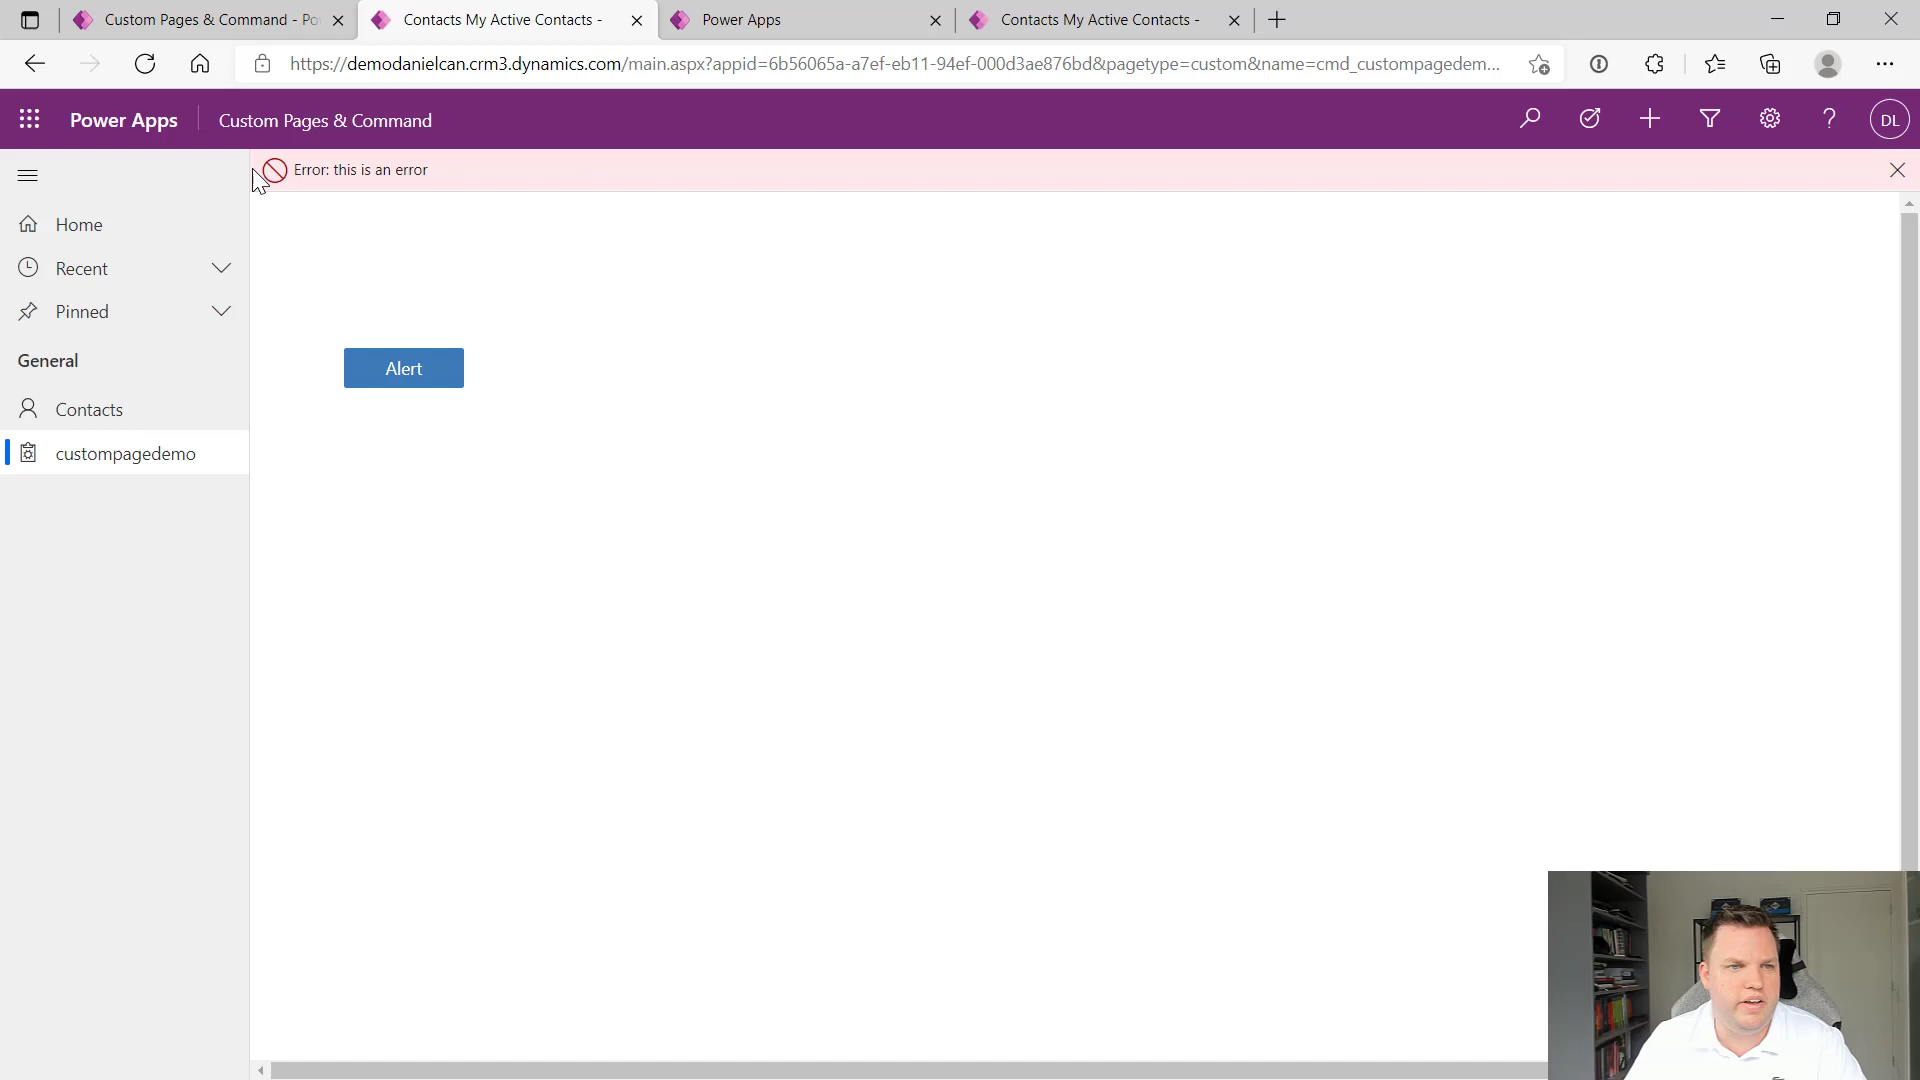 Custom Pages & Command - Po
Contacts My Active Contacts -
Power Apps
Contacts My Active Contacts -
https://demodanielcan.crm3.dynamics.com/main.aspx?appid=6b56065a-a7ef-eb11-94ef-000d3ae876bd&pagetype=custom&name=cmd_custompagedem...
Power Apps
Custom Pages & Command
DL
Error: this is an error
Home
Recent
Pinned
General
Alert
Contacts
custompagedemo